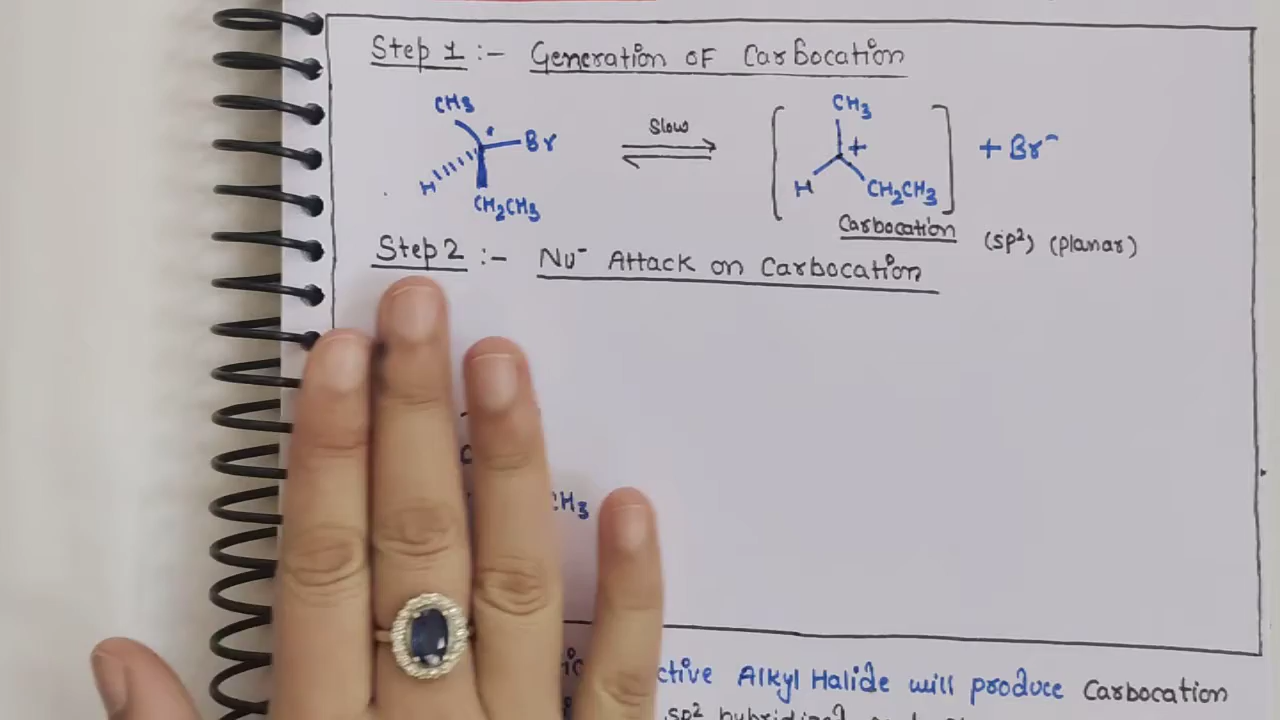 Step 1 :- Generation of Carbocation
CH3
Br
H
CH2CH3
Slow
CH3
+
H
CH2CH3
+ Br-
Carbocation (sp²) (planar)
Step 2 :- Nu- Attack on Carbocation
CH3
Alkyl Halide will produce Carbocation